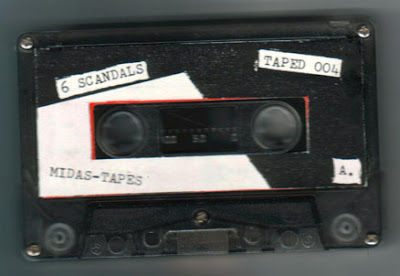 6 SCANDALS
TAPED 004
MIDAS-TAPES
A.